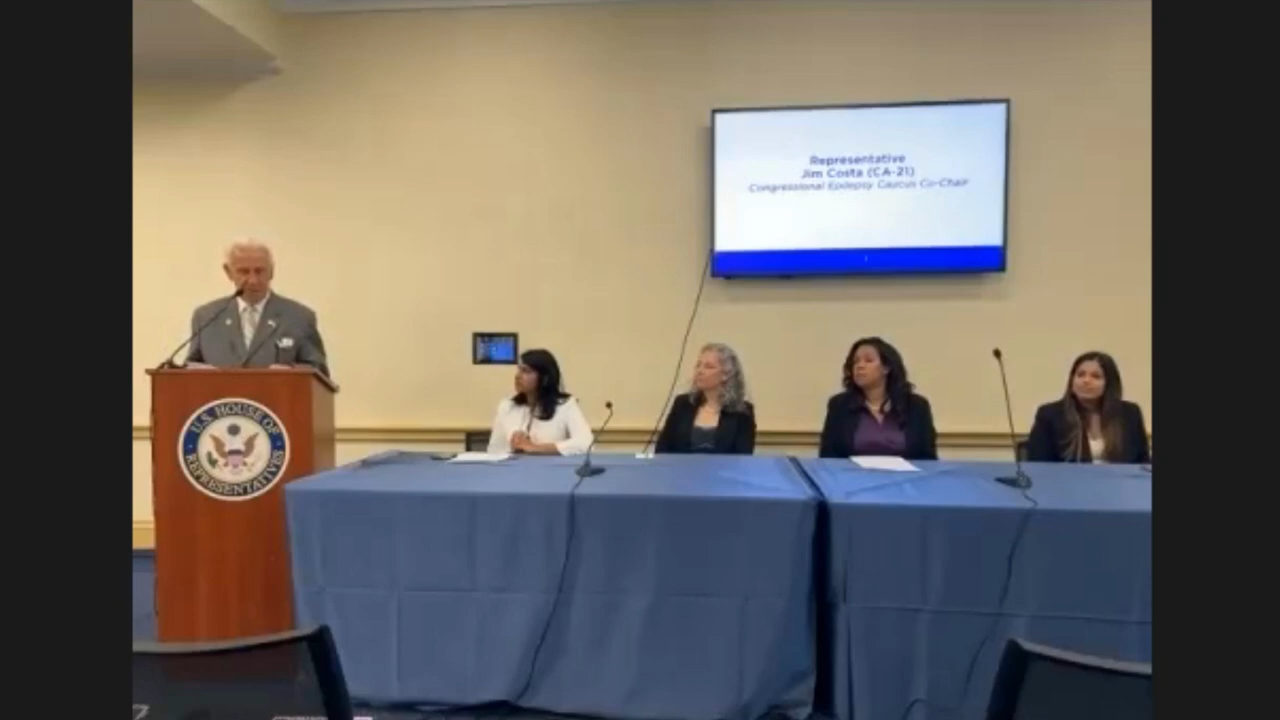 Representative
Jim Costa (CA-21)
Congressional Epilepsy Caucus Co-Chair
U.S. HOUSE OF
REPRESENTATIVES